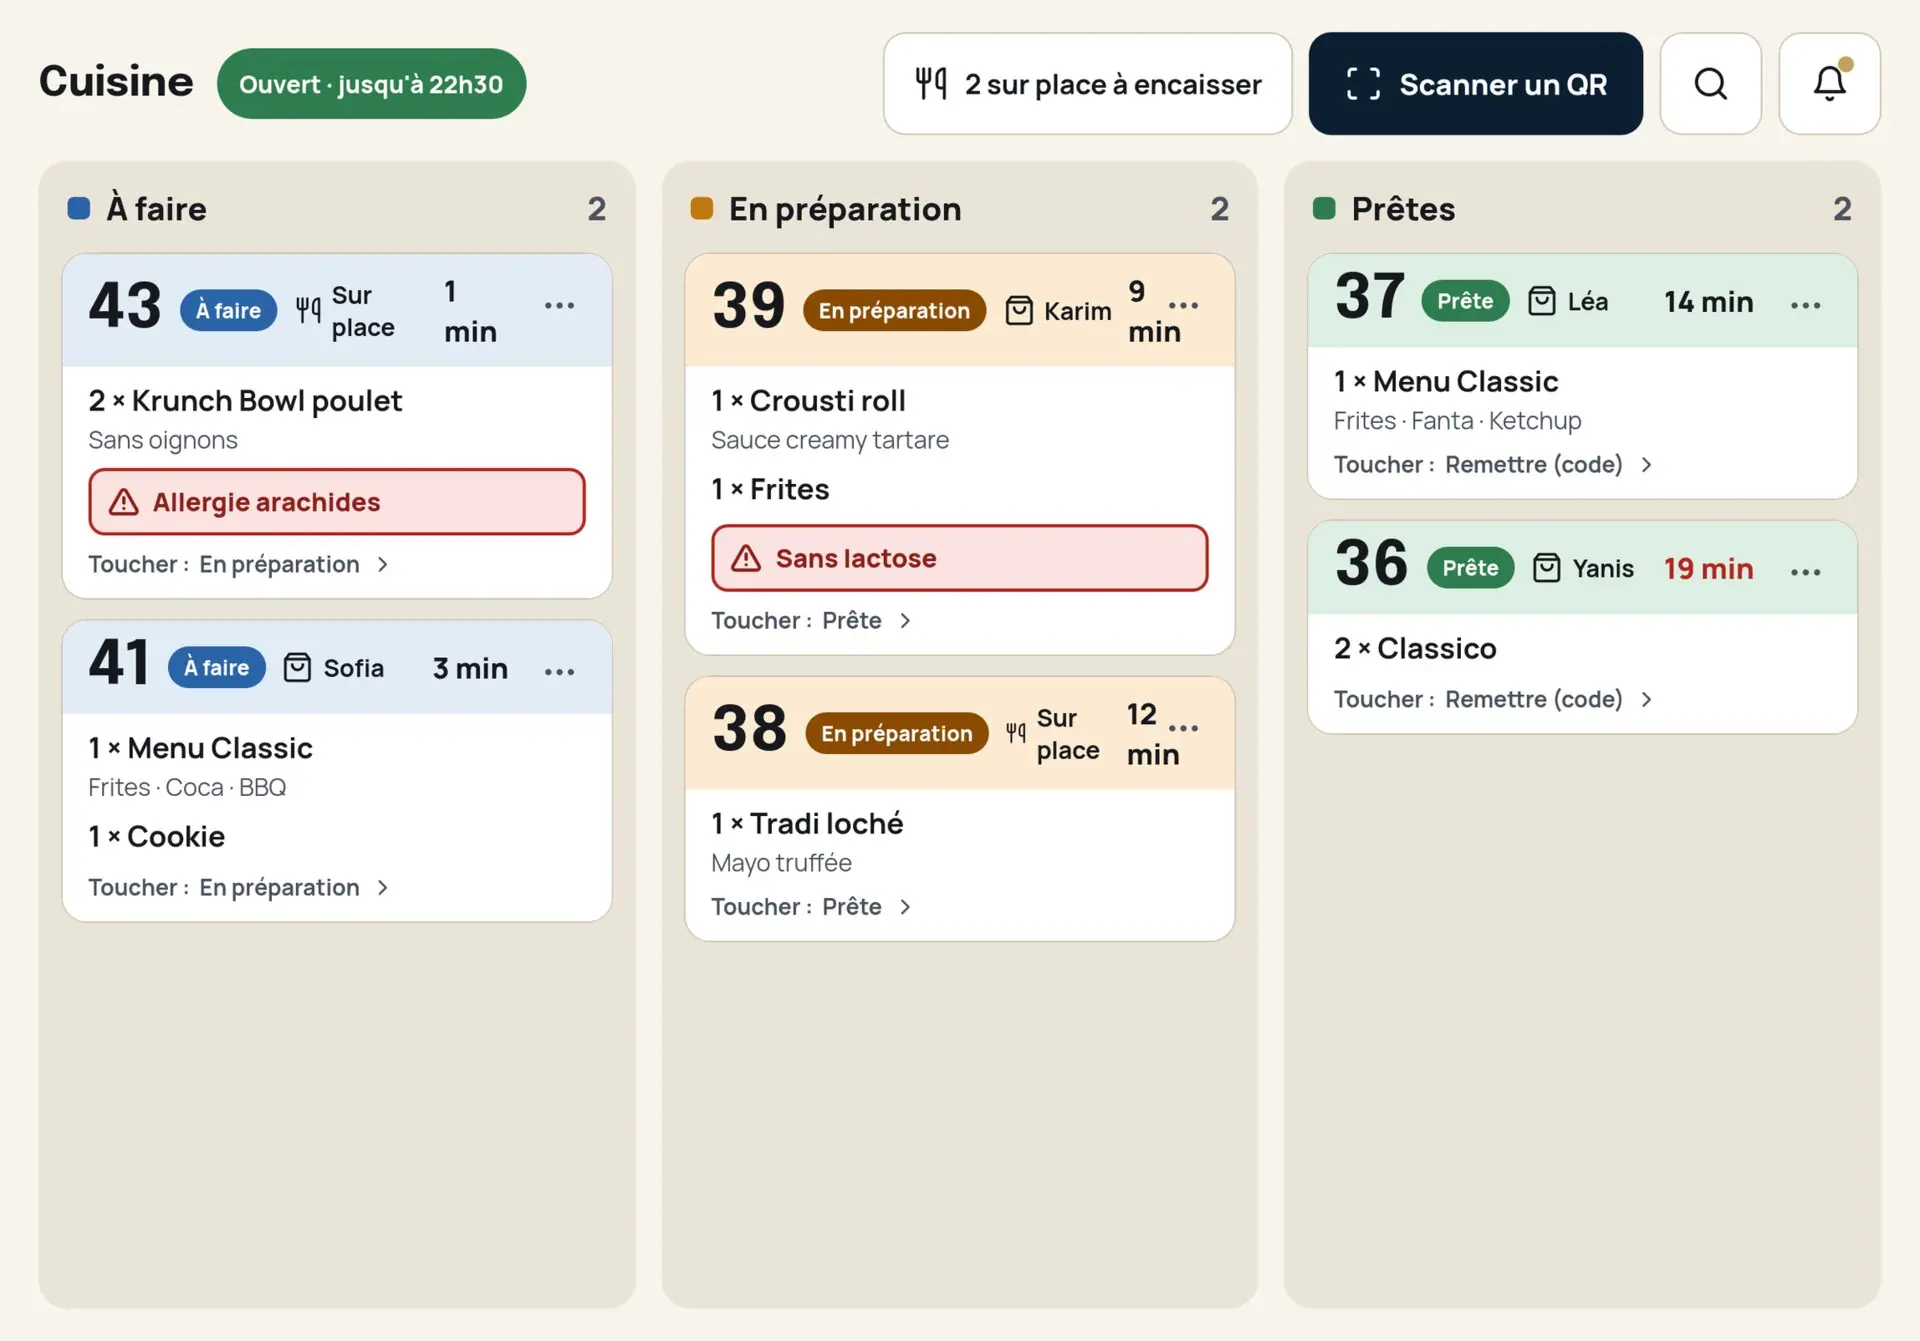 Cuisine
Ouvert · jusqu'à 22h30
2 sur place à encaisser
Scanner un QR
À faire
2
43
À faire
Sur
place
1
min
2 × Krunch Bowl poulet
Sans oignons
Allergie arachides
Toucher : En préparation
41
À faire
Sofia
3 min
1 × Menu Classic
Frites · Coca · BBQ
1 × Cookie
Toucher : En préparation
En préparation
2
39
En préparation
Karim
9
min
1 × Crousti roll
Sauce creamy tartare
1 × Frites
Sans lactose
Toucher : Prête
38
En préparation
Sur
place
12
min
1 × Tradi loché
Mayo truffée
Toucher : Prête
Prêtes
2
37
Prête
Léa
14 min
1 × Menu Classic
Frites · Fanta · Ketchup
Toucher : Remettre (code)
36
Prête
Yanis
19 min
2 × Classico
Toucher : Remettre (code)